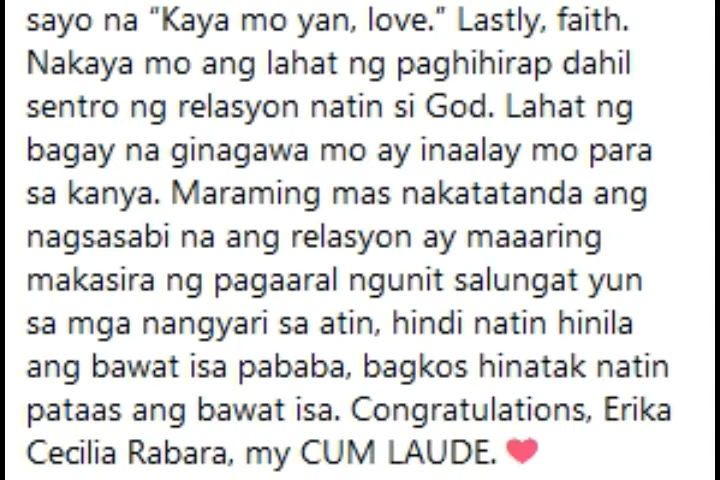 sayo na "Kaya mo yan, love." Lastly, faith.
Nakaya mo ang lahat ng paghihirap dahil
sentro ng relasyon natin si God. Lahat ng
bagay na ginagawa mo ay inaalay mo para
sa kanya. Maraming mas nakatatanda ang
nagsasabi na ang relasyon ay maaaring
makasira ng pagaaral ngunit salungat yun
sa mga nangyari sa atin, hindi natin hinila
ang bawat isa pababa, bagkos hinatak natin
pataas ang bawat isa. Congratulations, Erika
Cecilia Rabara, my CUM LAUDE. ❤️